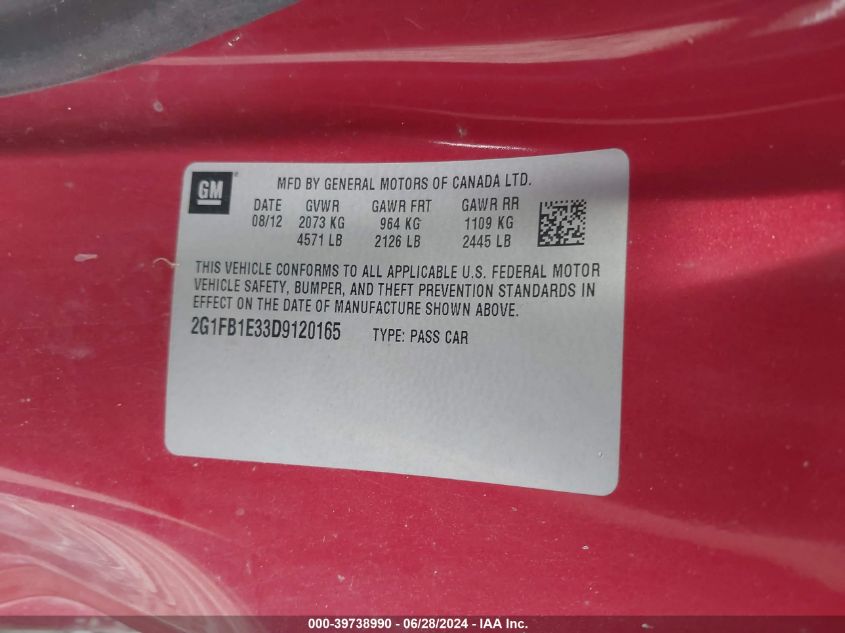 GM
MFD BY GENERAL MOTORS OF CANADA LTD.
DATE GVWR GAWR FRT GAWR RR
08/12 2073 KG 964 KG 1109 KG
4571 LB 2126 LB 2445 LB
THIS VEHICLE CONFORMS TO ALL APPLICABLE U.S. FEDERAL MOTOR
VEHICLE SAFETY, BUMPER, AND THEFT PREVENTION STANDARDS IN
EFFECT ON THE DATE OF MANUFACTURE SHOWN ABOVE.
2G1FB1E33D9120165 TYPE: PASS CAR
000-39738990 - 06/28/2024 - IAA Inc.